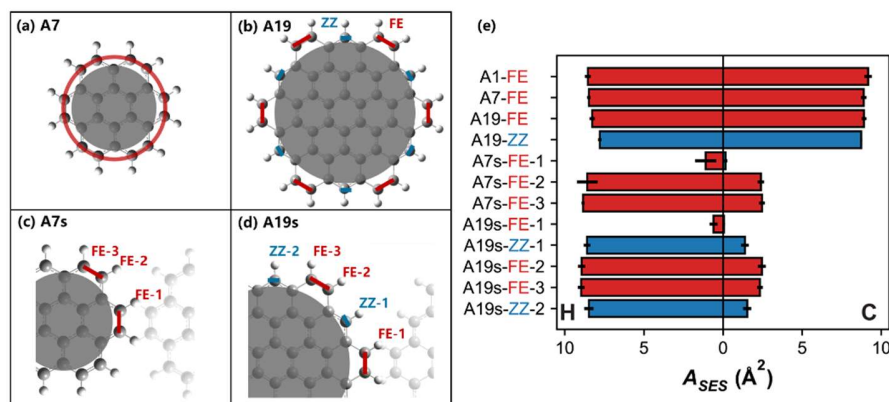 (a) A7
(b) A19
ZZ
FE
(c) A7s
FE-3
FE-2
FE-1
(d) A19s
ZZ-2
FE-3
FE-2
ZZ-1
FE-1
(e)
A1-FE
A7-FE
A19-FE
A19-ZZ
A7s-FE-1
A7s-FE-2
A7s-FE-3
A19s-FE-1
A19s-ZZ-1
A19s-FE-2
A19s-FE-3
A19s-ZZ-2
H C
10 5 0 5 10
A_SES (Å²)